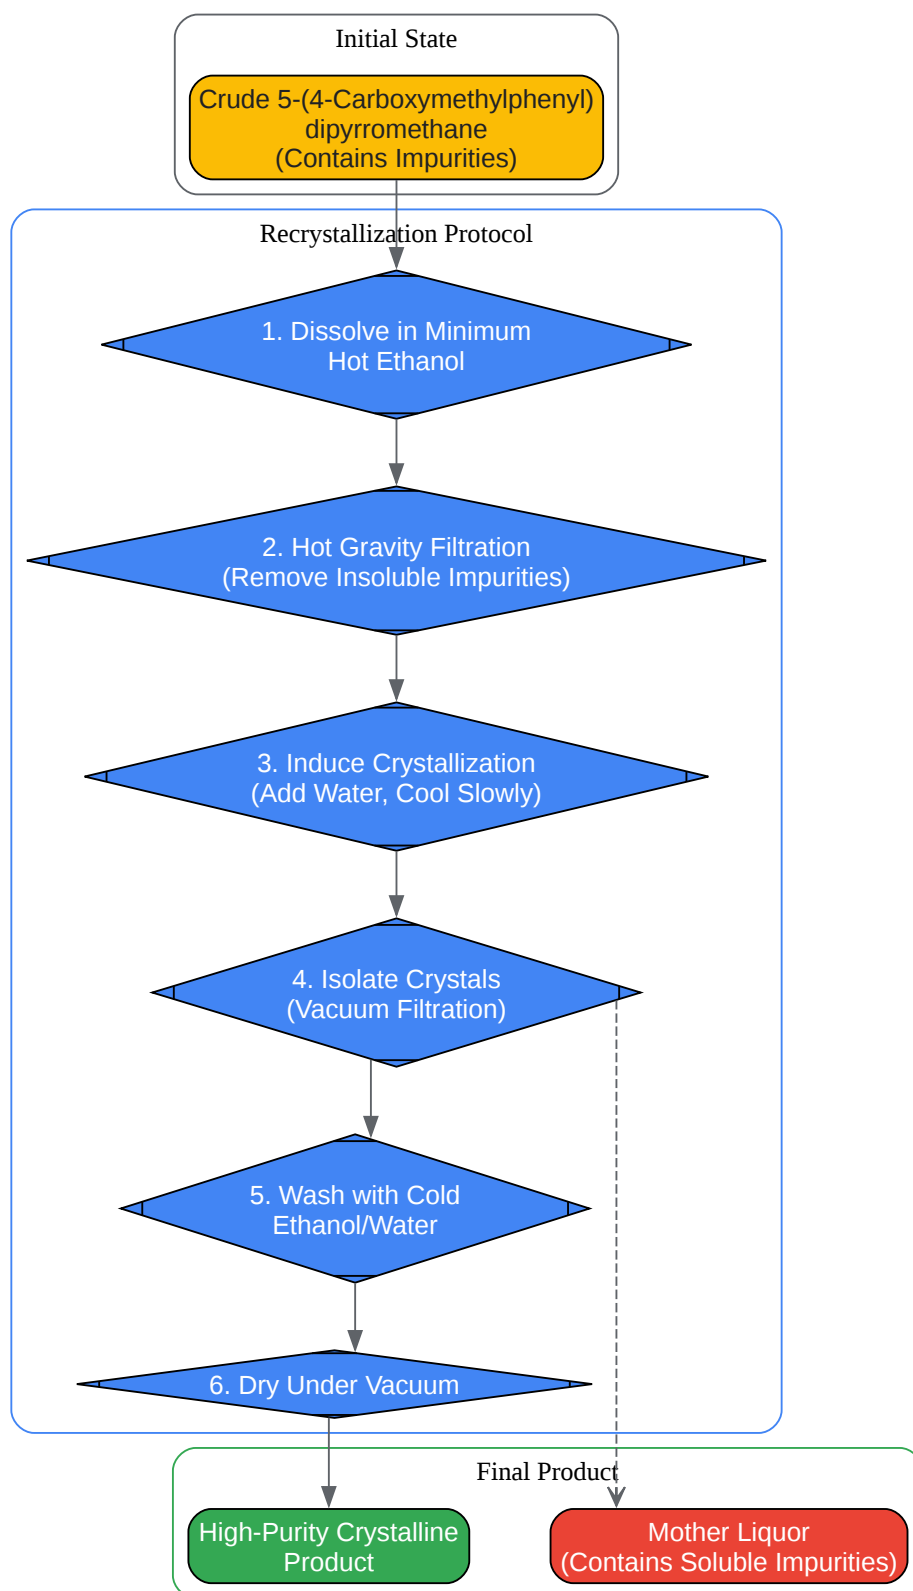 Initial State
Crude 5-(4-Carboxymethylphenyl)
dipyrromethane
(Contains Impurities)
Recrystallization Protocol
1. Dissolve in Minimum
Hot Ethanol
2. Hot Gravity Filtration
(Remove Insoluble Impurities)
3. Induce Crystallization
(Add Water, Cool Slowly)
4. Isolate Crystals
(Vacuum Filtration)
5. Wash with Cold
Ethanol/Water
6. Dry Under Vacuum
Final Product
High-Purity Crystalline
Product
Mother Liquor
(Contains Soluble Impurities)